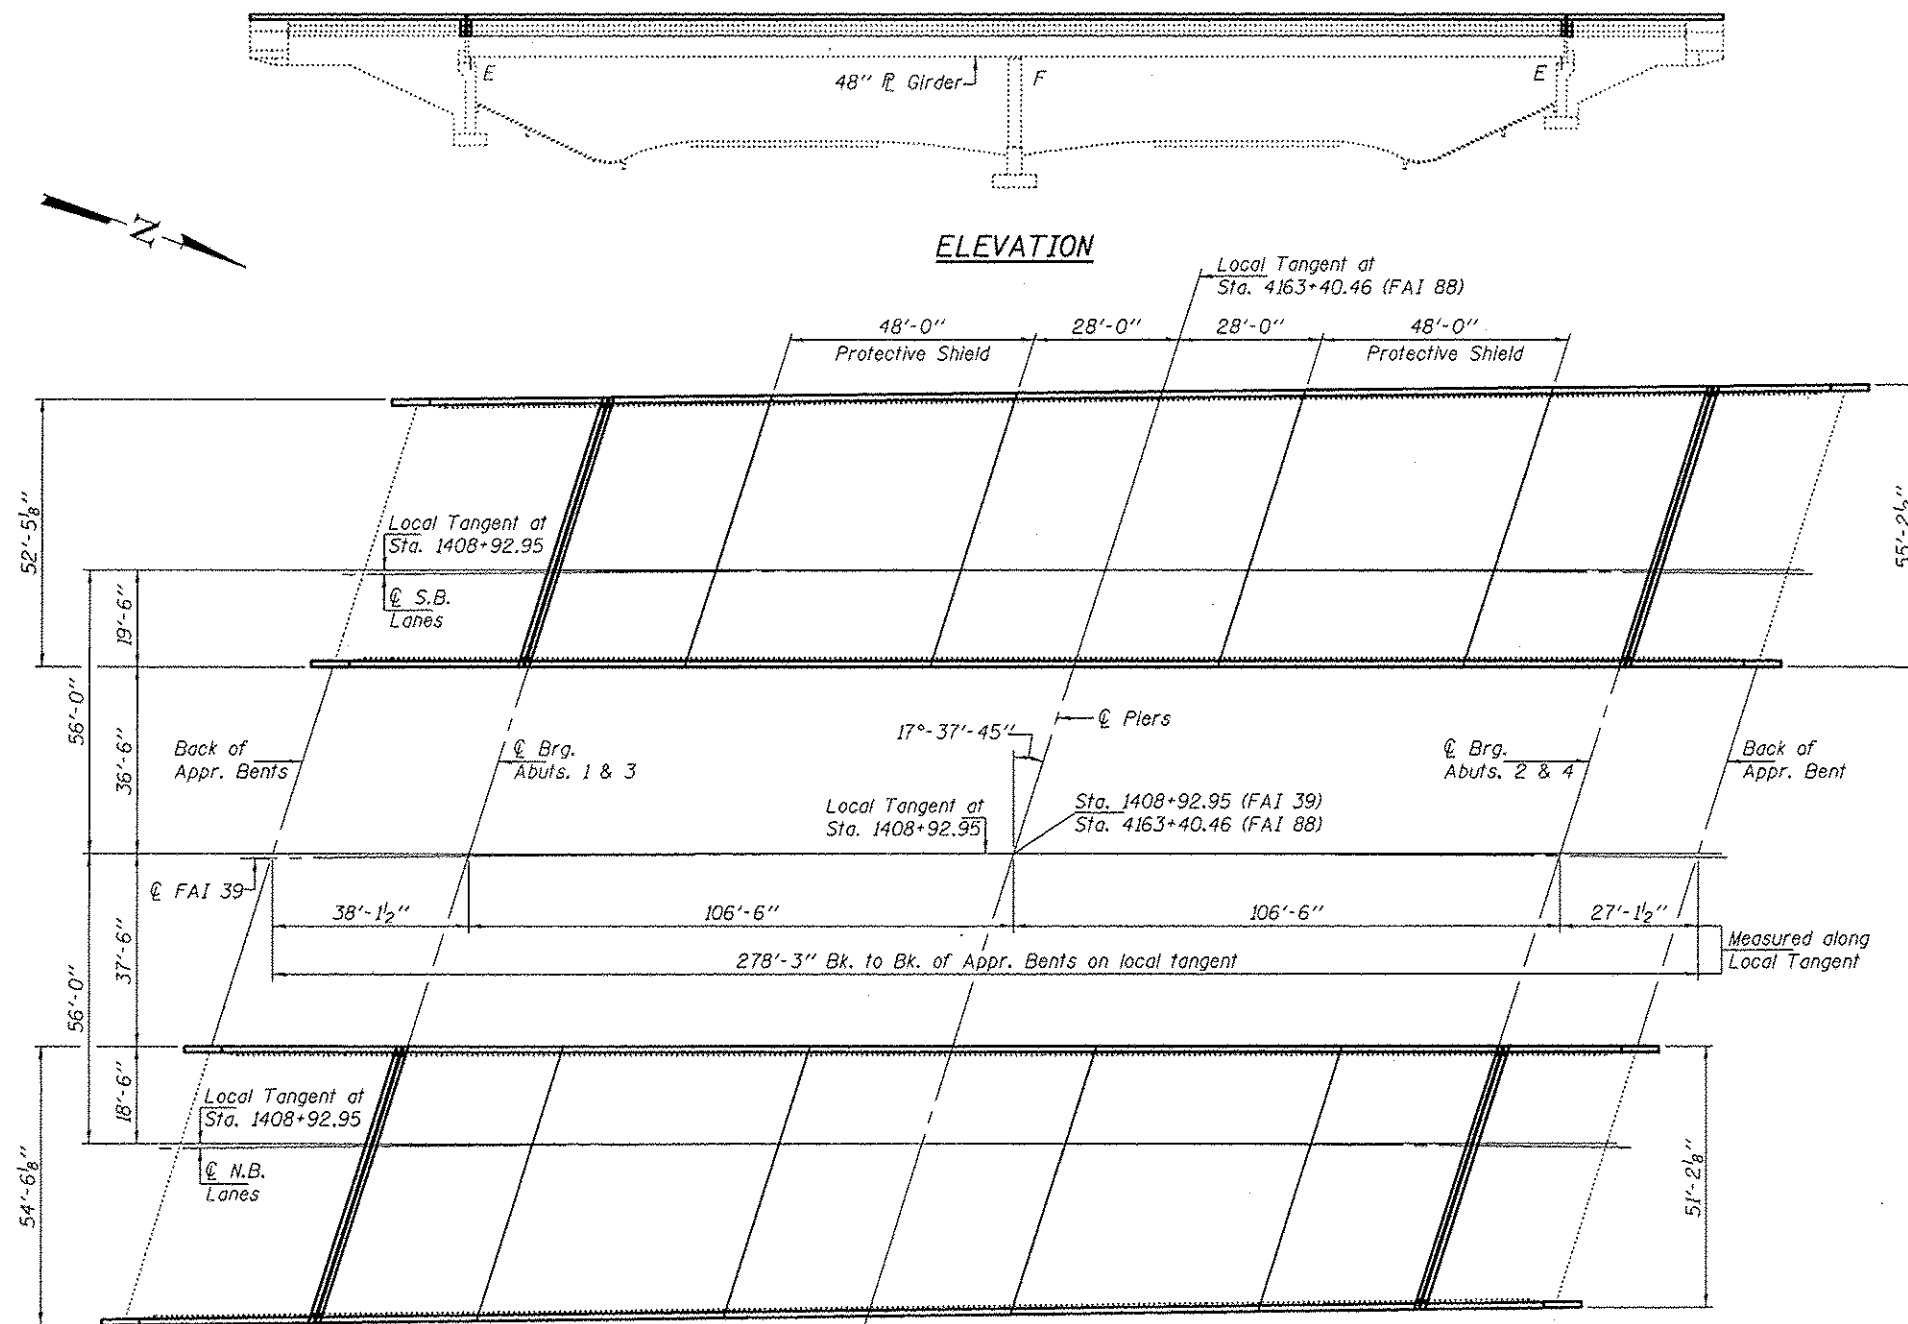 E
48" ℞ Girder
F
E
N
ELEVATION
Local Tangent at
Sta. 4163+40.46 (FAI 88)
48'-0"
28'-0"
28'-0"
48'-0"
Protective Shield
Protective Shield
52'-5⅛"
55'-2½"
Local Tangent at
Sta. 1408+92.95
℄ S.B.
Lanes
19'-6"
56'-0"
36'-6"
17°-37'-45"
℄ Piers
Back of
Appr. Bents
℄ Brg.
Abuts. 1 & 3
℄ Brg.
Abuts. 2 & 4
Back of
Appr. Bent
Local Tangent at
Sta. 1408+92.95
Sta. 1408+92.95 (FAI 39)
Sta. 4163+40.46 (FAI 88)
℄ FAI 39
38'-1½"
106'-6"
106'-6"
27'-1½"
Measured along
Local Tangent
278'-3" Bk. to Bk. of Appr. Bents on local tangent
37'-6"
56'-0"
18'-6"
Local Tangent at
Sta. 1408+92.95
℄ N.B.
Lanes
54'-6⅛"
51'-2⅛"